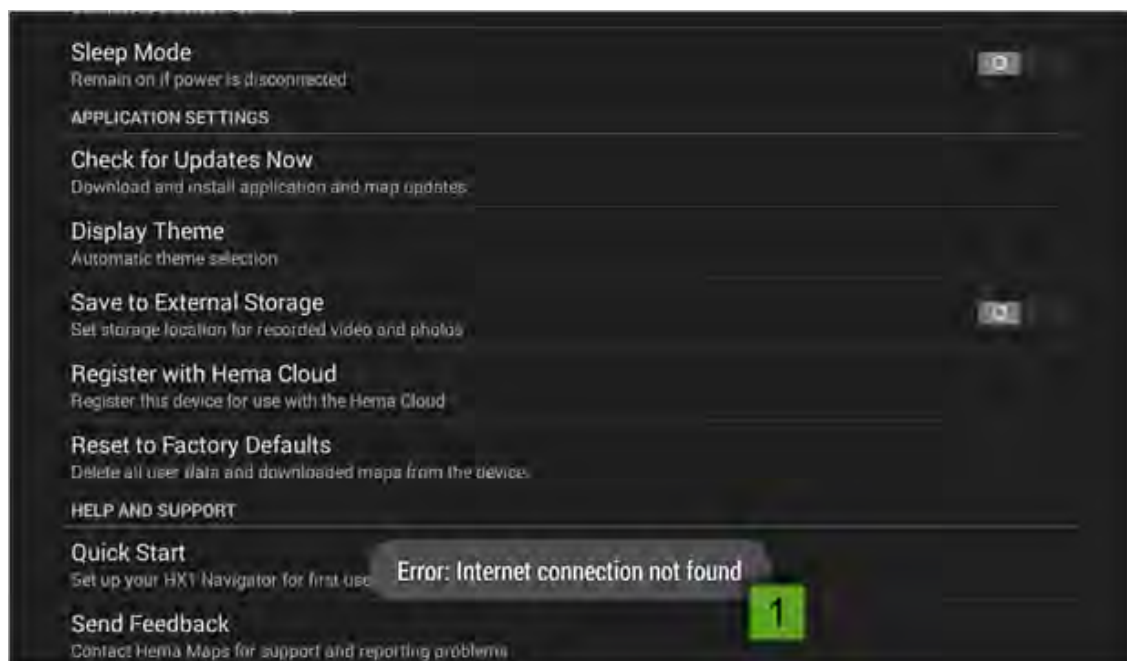 Sleep Mode
Remain on if power is disconnected
APPLICATION SETTINGS
Check for Updates Now
Download and install application and map updates
Display Theme
Automatic theme selection
Save to External Storage
Set storage location for recorded video and photos
Register with Hema Cloud
Register this device for use with the Hema Cloud
Reset to Factory Defaults
Delete all user data and downloaded maps from the device.
HELP AND SUPPORT
Quick Start
Set up your HX1 Navigator for first use
Error: Internet connection not found
1
Send Feedback
Contact Hema Maps for support and reporting problems